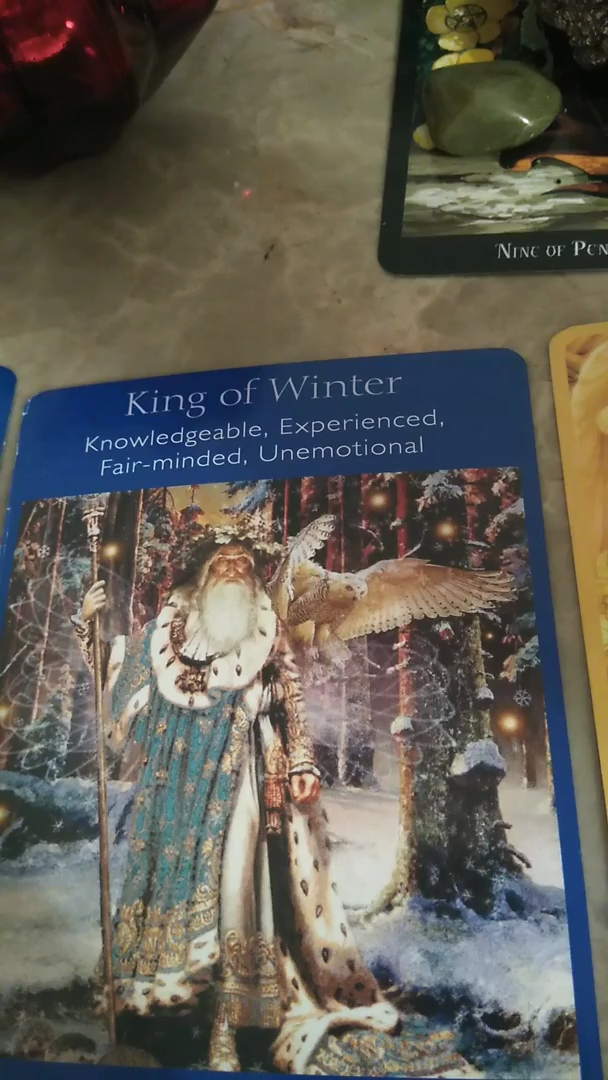 NINE OF PEN
King of Winter
Knowledgeable, Experienced,
Fair-minded, Unemotional